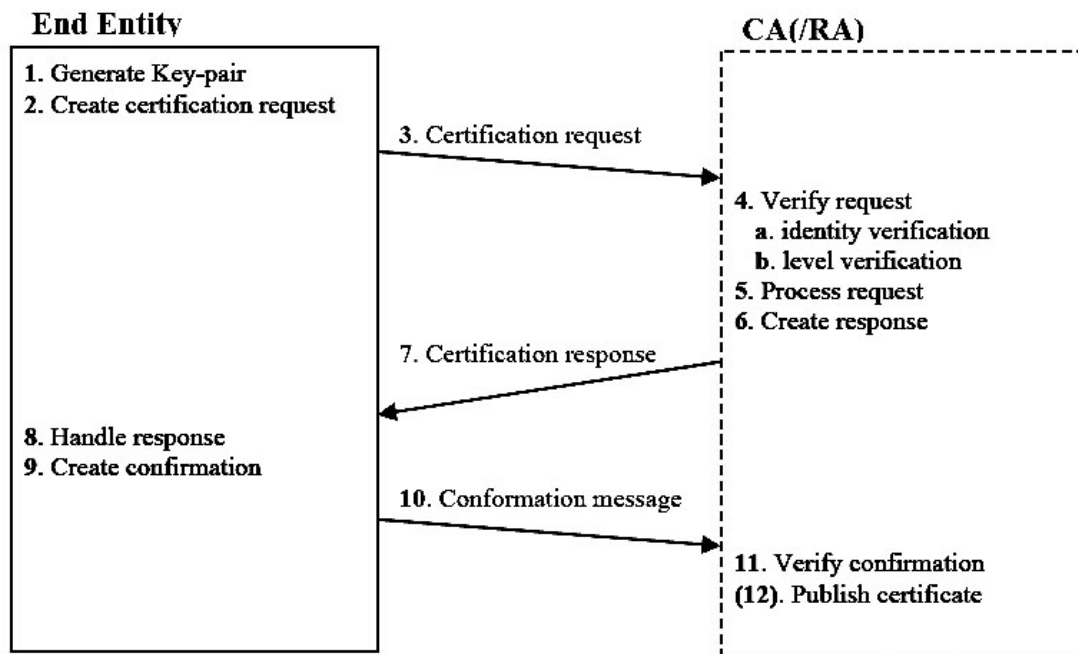 End Entity
CA(/RA)
1. Generate Key-pair
2. Create certification request
3. Certification request
4. Verify request
a. identity verification
b. level verification
5. Process request
6. Create response
7. Certification response
8. Handle response
9. Create confirmation
10. Conformation message
11. Verify confirmation
(12). Publish certificate